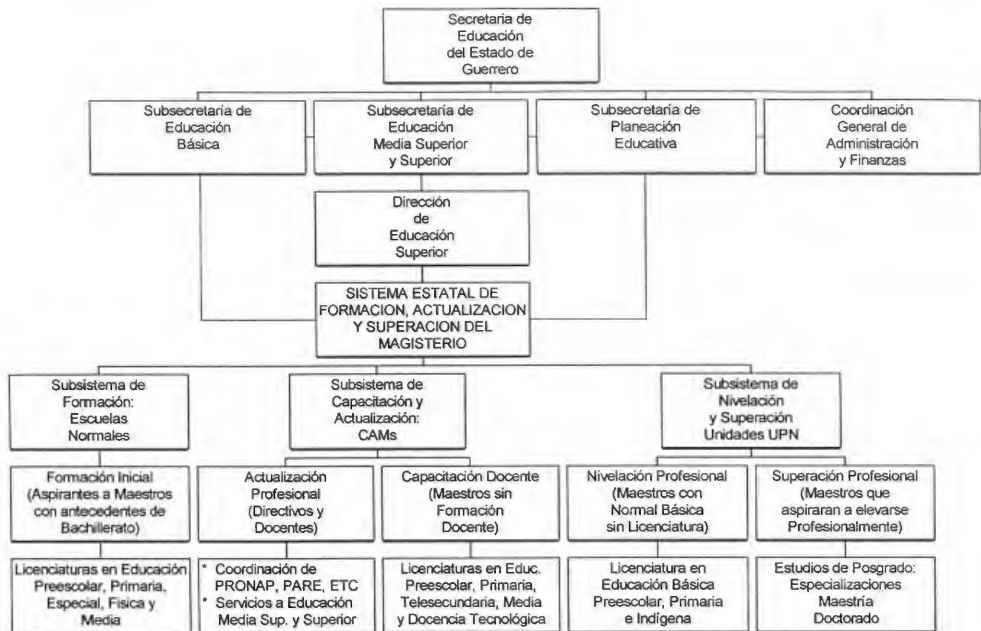 Secretaria de
Educación
del Estado de
Guerrero
Subsecretaría de
Educación
Básica
Subsecretaría de
Educación
Media Superior
y Superior
Subsecretaría de
Planeación
Educativa
Coordinación
General de
Administración
y Finanzas
Dirección
de
Educación
Superior
SISTEMA ESTATAL DE
FORMACION, ACTUALIZACION
Y SUPERACION DEL
MAGISTERIO
Subsistema de
Formación:
Escuelas
Normales
Subsistema de
Capacitación y
Actualización:
CAMs
Subsistema de
Nivelación
y Superación
Unidades UPN
Formación Inicial
(Aspirantes a Maestros
con antecedentes de
Bachillerato)
Actualización
Profesional
(Directivos y
Docentes)
Capacitación Docente
(Maestros sin
Formación
Docente)
Nivelación Profesional
(Maestros con
Normal Básica
sin Licenciatura)
Superación Profesional
(Maestros que
aspiraran a elevarse
Profesionalmente)
Licenciaturas en Educación
Preescolar, Primaria,
Especial, Fisica y
Media
* Coordinación de
PRONAP, PARE, ETC
* Servicios a Educación
Media Sup. y Superior
Licenciaturas en Educ.
Preescolar, Primaria,
Telesecundaria, Media
y Docencia Tecnológica
Licenciatura en
Educación Básica
Preescolar, Primaria
e Indígena
Estudios de Posgrado:
Especializaciones
Maestría
Doctorado